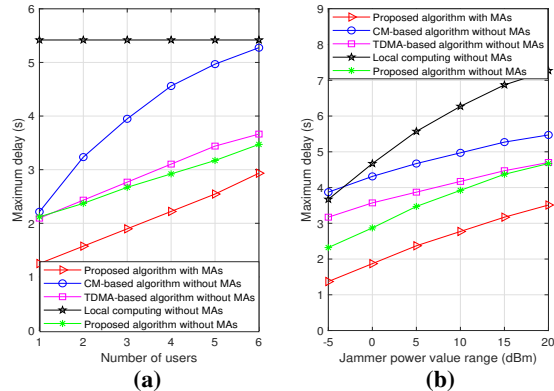 6
5
4
3
2
1
0
Maximum delay (s)
Proposed algorithm with MAs
CM-based algorithm without MAs
TDMA-based algorithm without MAs
Local computing without MAs
Proposed algorithm without MAs
1 2 3 4 5 6
Number of users
(a)
9
8
7
6
5
4
3
2
1
0
Maximum delay (s)
Proposed algorithm with MAs
CM-based algorithm without MAs
TDMA-based algorithm without MAs
Local computing without MAs
Proposed algorithm without MAs
-5 0 5 10 15 20
Jammer power value range (dBm)
(b)